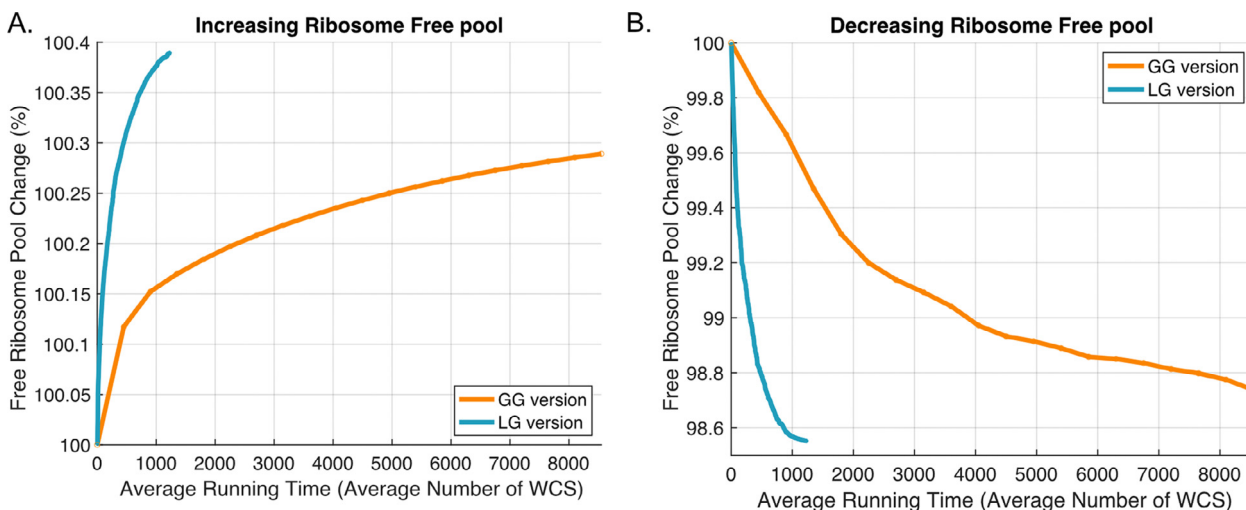 A.
Increasing Ribosome Free pool
Free Ribosome Pool Change (%)
100.4
100.35
100.3
100.25
100.2
100.15
100.1
100.05
100
GG version
LG version
0 1000 2000 3000 4000 5000 6000 7000 8000
Average Running Time (Average Number of WCS)
B.
Decreasing Ribosome Free pool
Free Ribosome Pool Change (%)
100
99.8
99.6
99.4
99.2
99
98.8
98.6
GG version
LG version
0 1000 2000 3000 4000 5000 6000 7000 8000
Average Running Time (Average Number of WCS)